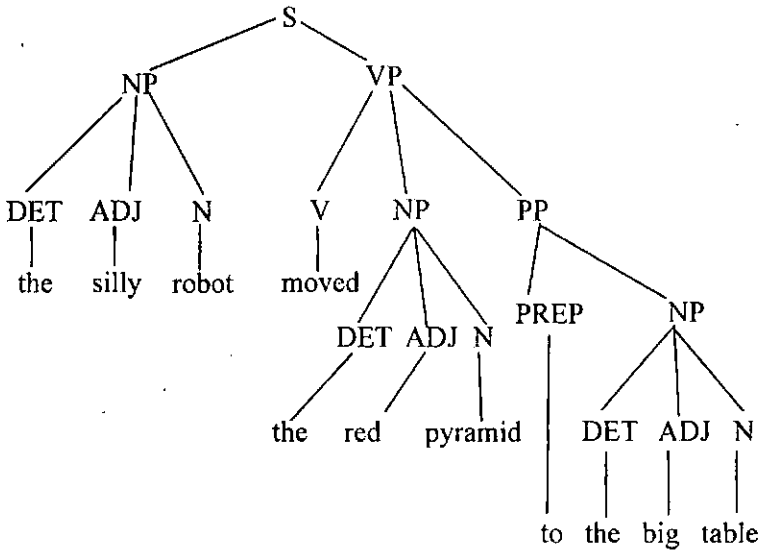 S
NP VP
DET ADJ N V NP PP
the silly robot moved
PREP NP
DET ADJ N
the red pyramid DET ADJ N
to the big table